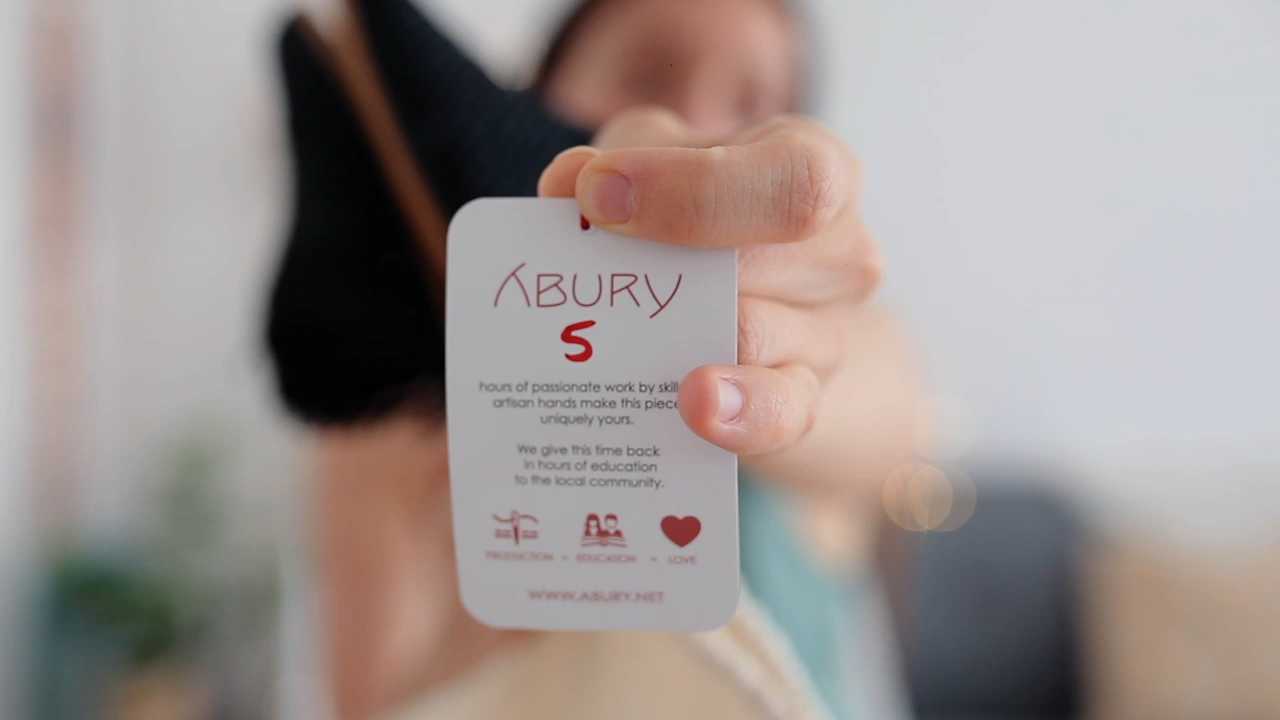 ABURY
5
hours of passionate work by skill
artisan hands make this piece
uniquely yours.
We give this time back
in hours of education
to the local community.
PRODUCTION - EDUCATION - LOVE
WWW.ABURY.NET